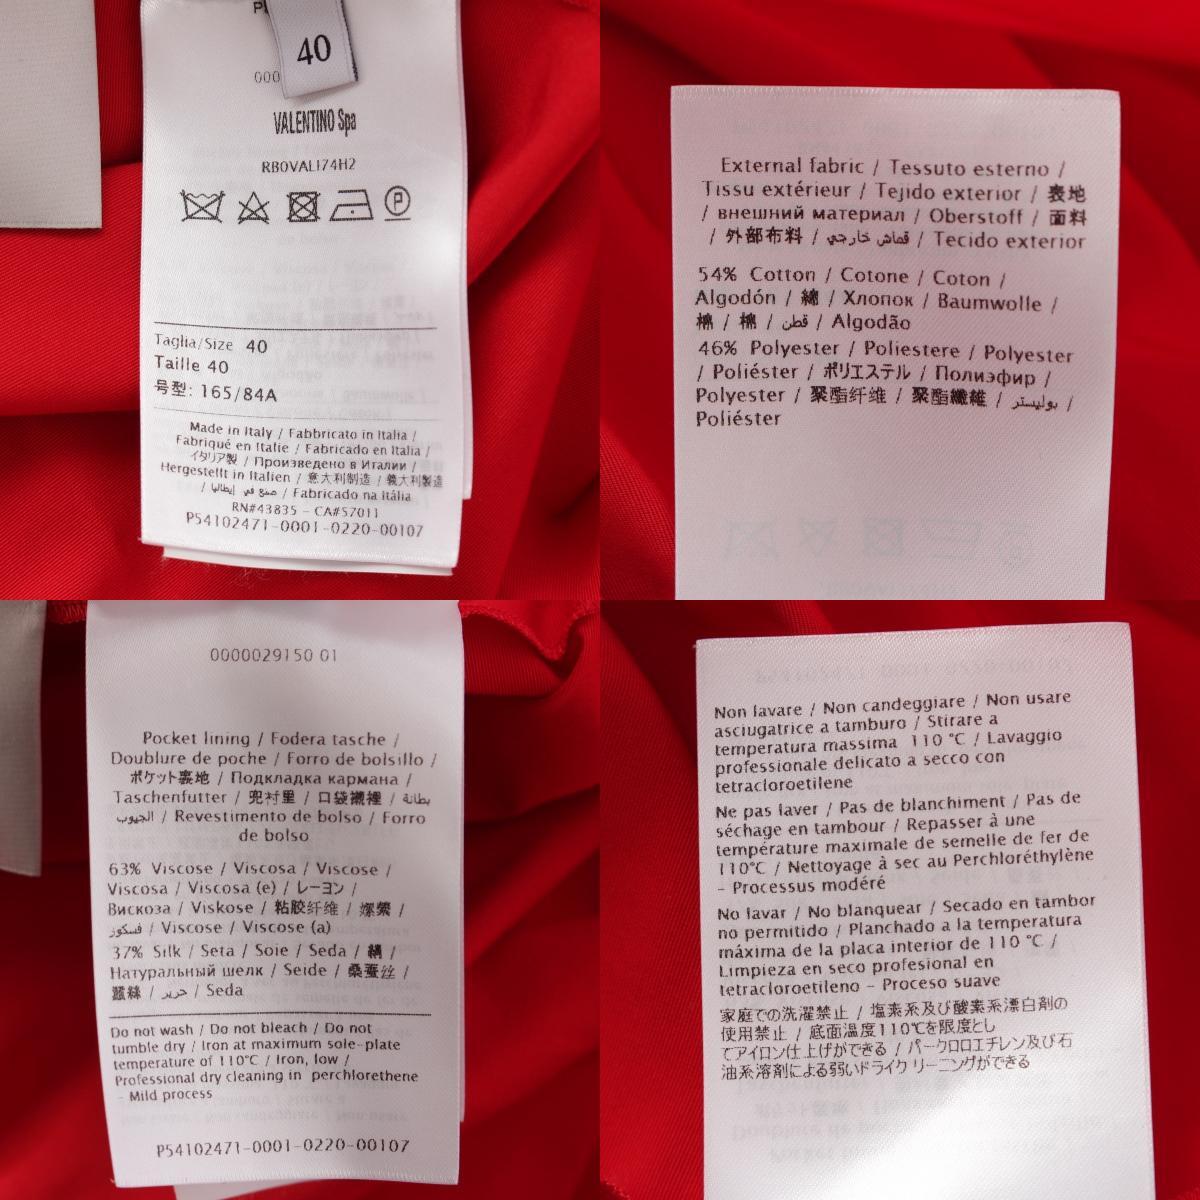 40
000
VALENTINO Spa
RB0VALI74H2
P
Taglia/Size 40
Taille 40
号型: 165/84A
Made in Italy / Fabbricato in Italia /
Fabriqué en Italie / Fabricado en Italia /
イタリア製 / Произведено в Италии /
Hergestellt in Italien / 意大利制造 / 義大利製造
/ صنع في إيطاليا / Fabricado na Itália
RN#43835 - CA#57011
P54102471-0001-0220-00107
External fabric / Tessuto esterno /
Tissu extérieur / Tejido exterior / 表地
/ внешний материал / Oberstoff / 面料
/ 外部布料 / قماش خارجي / Tecido exterior
54% Cotton / Cotone / Coton /
Algodón / 綿 / Хлопок / Baumwolle /
棉 / 棉 / قطن / Algodão
46% Polyester / Poliestere / Polyester
/ Poliéster / ポリエステル / Полиэфир /
Polyester / 聚酯纤维 / 聚酯纖維 / بوليستر /
Poliéster
0000029150 01
Pocket lining / Fodera tasche /
Doublure de poche / Forro de bolsillo /
ポケット裏地 / Подкладка кармана /
Taschenfutter / 兜衬里 / 口袋襯裡 / بطانة
الجيوب / Revestimento de bolso / Forro
de bolso
63% Viscose / Viscosa / Viscose /
Viscosa / Viscosa (e) / レーヨン /
Вискоза / Viskose / 粘胶纤维 / 嫘縈 /
فسكوز / Viscose / Viscose (a)
37% Silk / Seta / Soie / Seda / 絹 /
Натуральный шелк / Seide / 桑蚕丝 /
蠶絲 / حرير / Seda
Do not wash / Do not bleach / Do not
tumble dry / Iron at maximum sole-plate
temperature of 110°C / Iron, low /
Professional dry cleaning in perchlorethene
- Mild process
P54102471-0001-0220-00107
Non lavare / Non candeggiare / Non usare
asciugatrice a tamburo / Stirare a
temperatura massima 110 °C / Lavaggio
professionale delicato a secco con
tetracloroetilene
Ne pas laver / Pas de blanchiment / Pas de
séchage en tambour / Repasser à une
température maximale de semelle de fer de
110°C / Nettoyage à sec au Perchloréthylène
- Processus modéré
No lavar / No blanquear / Secado en tambor
no permitido / Planchado a la temperatura
máxima de la placa interior de 110 °C /
Limpieza en seco profesional en
tetracloroetileno - Proceso suave
家庭での洗濯禁止 / 塩素系及び酸素系漂白剤の
使用禁止 / 底面温度110℃を限度とし
てアイロン仕上げができる / パークロロエチレン及び石
油系溶剤による弱いドライクリーニングができる